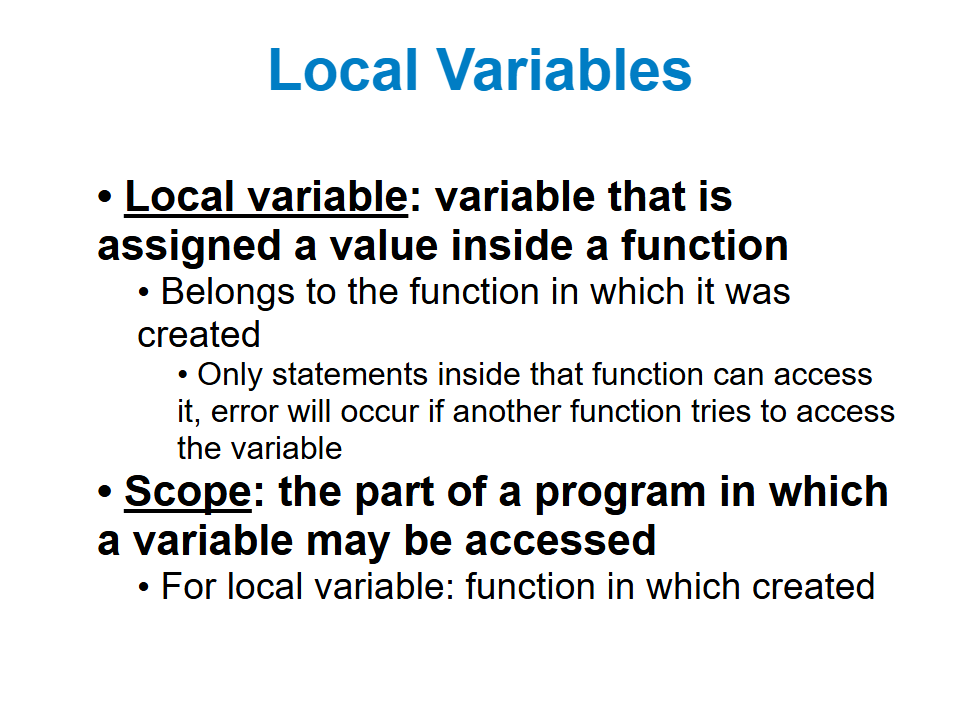 Local Variables
• Local variable: variable that is
assigned a value inside a function
• Belongs to the function in which it was
created
• Only statements inside that function can access
it, error will occur if another function tries to access
the variable
• Scope: the part of a program in which
a variable may be accessed
• For local variable: function in which created